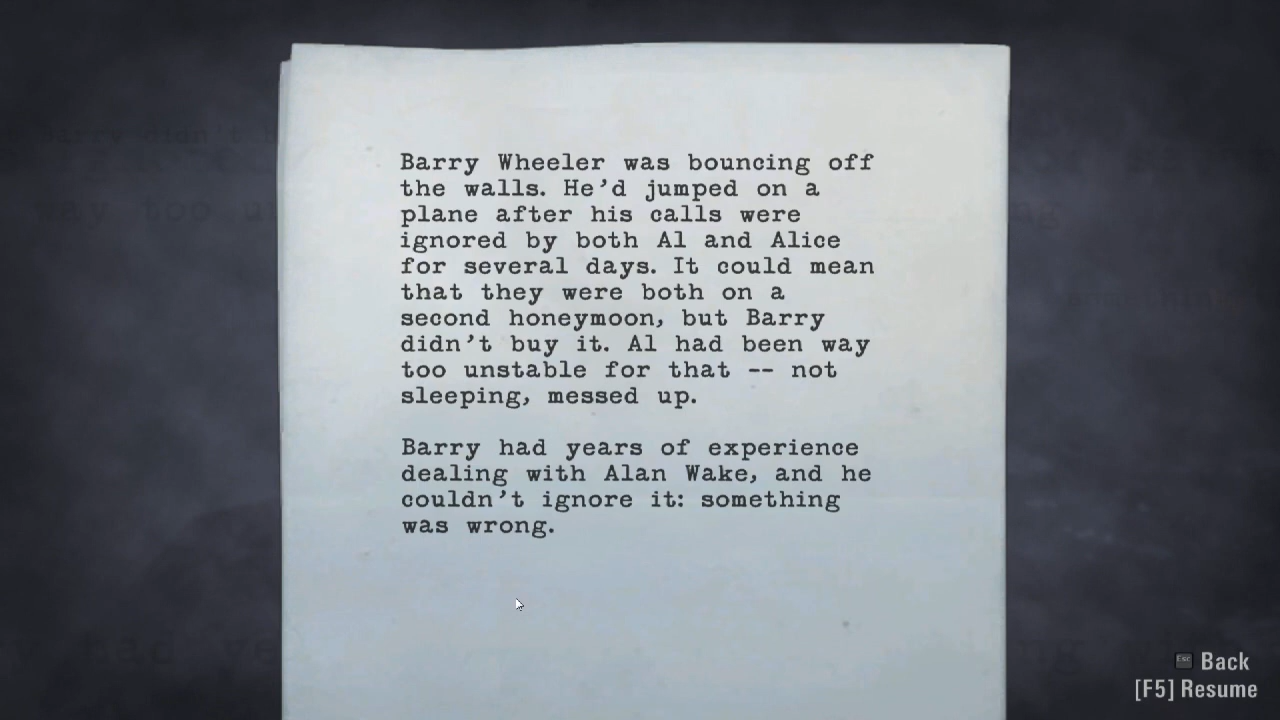 Barry Wheeler was bouncing off
the walls. He'd jumped on a
plane after his calls were
ignored by both Al and Alice
for several days. It could mean
that they were both on a
second honeymoon, but Barry
didn't buy it. Al had been way
too unstable for that -- not
sleeping, messed up.
Barry had years of experience
dealing with Alan Wake, and he
couldn't ignore it: something
was wrong.
Esc Back
[F5] Resume